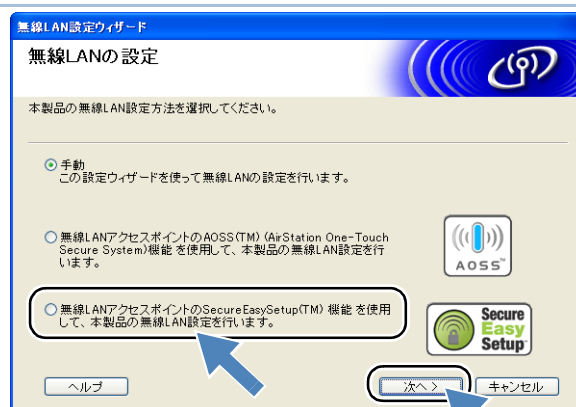 無線LAN設定ウィザード
無線LANの設定
本製品の無線LAN設定方法を選択してください。
手動
この設定ウィザードを使って無線LANの設定を行います。
無線LANアクセスポイントのAOSS(TM) (AirStation One-Touch
Secure System)機能 を使用して、本製品の無線LAN設定を行
います。
AOSS™
無線LANアクセスポイントのSecureEasySetup(TM) 機能 を使用
して、本製品の無線LAN設定を行います。
Secure
Easy
Setup
ヘルプ
次へ >
キャンセル